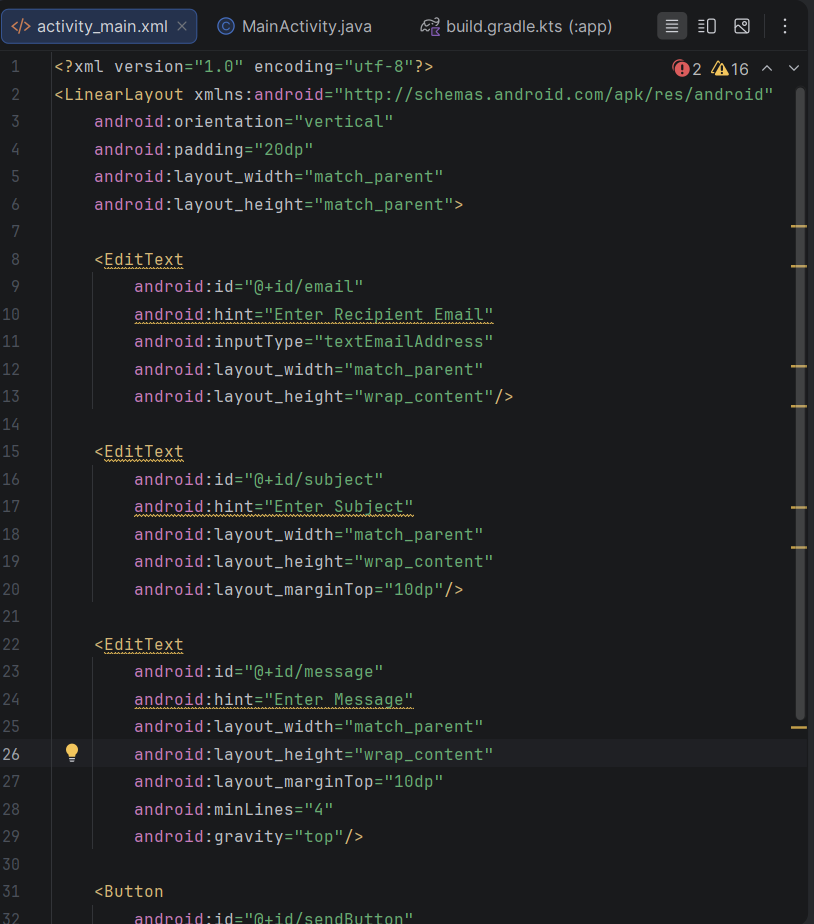 activity_main.xml
MainActivity.java
build.gradle.kts (:app)
2 16
1 <?xml version="1.0" encoding="utf-8"?>
2 <LinearLayout xmlns:android="http://schemas.android.com/apk/res/android"
3     android:orientation="vertical"
4     android:padding="20dp"
5     android:layout_width="match_parent"
6     android:layout_height="match_parent">
7
8     <EditText
9         android:id="@+id/email"
10         android:hint="Enter Recipient Email"
11         android:inputType="textEmailAddress"
12         android:layout_width="match_parent"
13         android:layout_height="wrap_content"/>
14
15     <EditText
16         android:id="@+id/subject"
17         android:hint="Enter Subject"
18         android:layout_width="match_parent"
19         android:layout_height="wrap_content"
20         android:layout_marginTop="10dp"/>
21
22     <EditText
23         android:id="@+id/message"
24         android:hint="Enter Message"
25         android:layout_width="match_parent"
26         android:layout_height="wrap_content"
27         android:layout_marginTop="10dp"
28         android:minLines="4"
29         android:gravity="top"/>
30
31     <Button
32         android:id="@+id/sendButton"